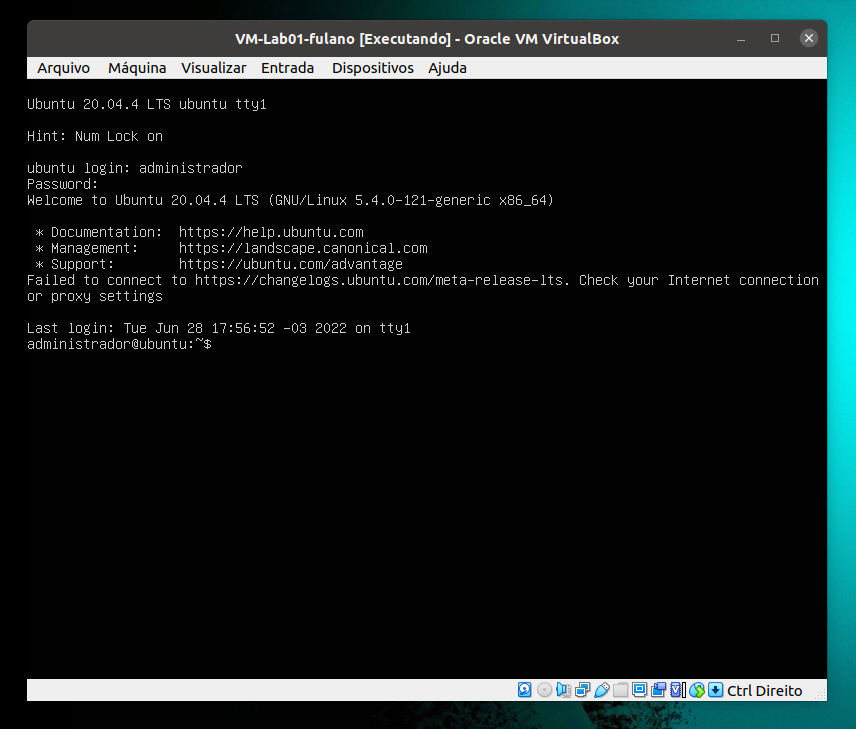 VM-Lab01-fulano [Executando] - Oracle VM VirtualBox
Arquivo Máquina Visualizar Entrada Dispositivos Ajuda
Ubuntu 20.04.4 LTS ubuntu tty1
Hint: Num Lock on
ubuntu login: administrador
Password:
Welcome to Ubuntu 20.04.4 LTS (GNU/Linux 5.4.0-121-generic x86_64)
* Documentation: https://help.ubuntu.com
* Management: https://landscape.canonical.com
* Support: https://ubuntu.com/advantage
Failed to connect to https://changelogs.ubuntu.com/meta-release-lts. Check your Internet connection
or proxy settings
Last login: Tue Jun 28 17:56:52 -03 2022 on tty1
administrador@ubuntu:~$
Ctrl Direito